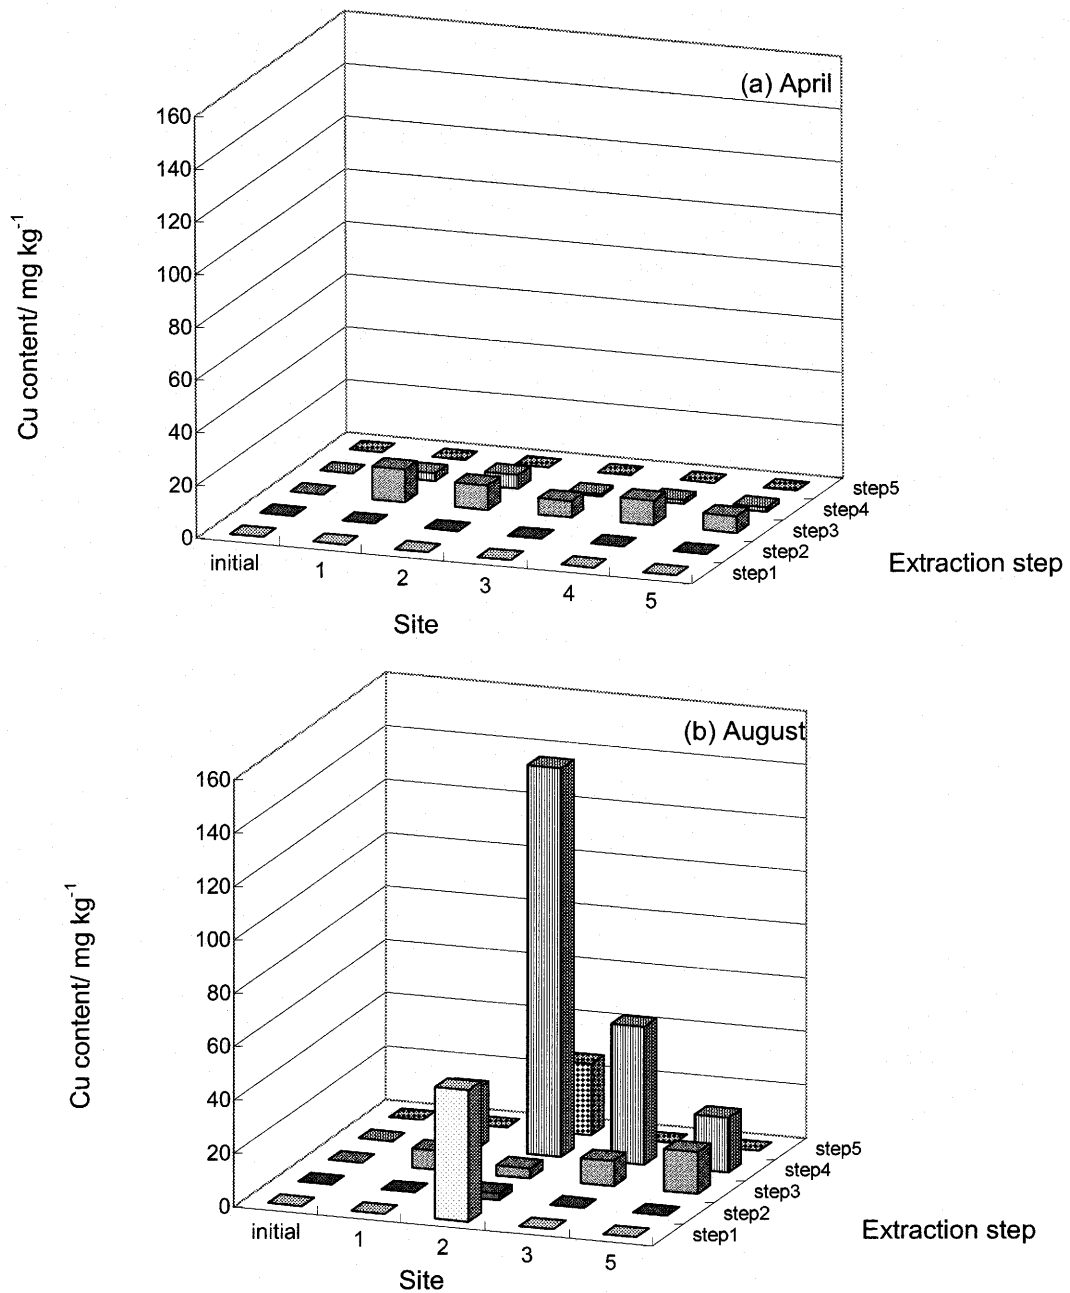 (a) April
160
140
120
100
80
60
40
20
0
Cu content/ mg kg-1
initial 1 2 3 4 5
Site
step1
step2
step3
step4
step5
Extraction step
(b) August
160
140
120
100
80
60
40
20
0
Cu content/ mg kg-1
initial 1 2 3 5
Site
step1
step2
step3
step4
step5
Extraction step